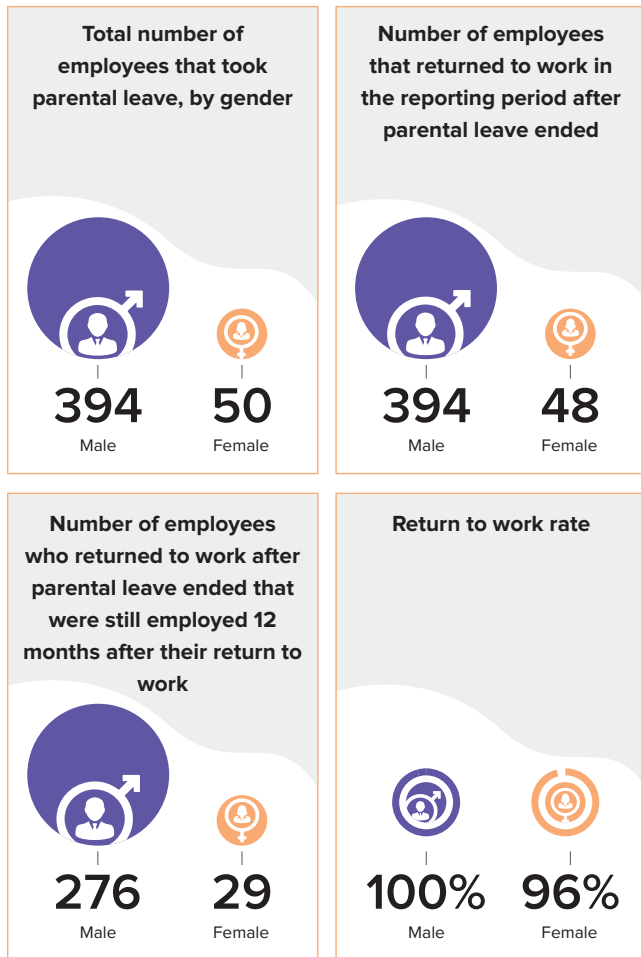 Total number of
employees that took
parental leave, by gender
394
Male
50
Female
Number of employees
that returned to work in
the reporting period after
parental leave ended
394
Male
48
Female
Number of employees
who returned to work after
parental leave ended that
were still employed 12
months after their return to
work
276
Male
29
Female
Return to work rate
100%
Male
96%
Female